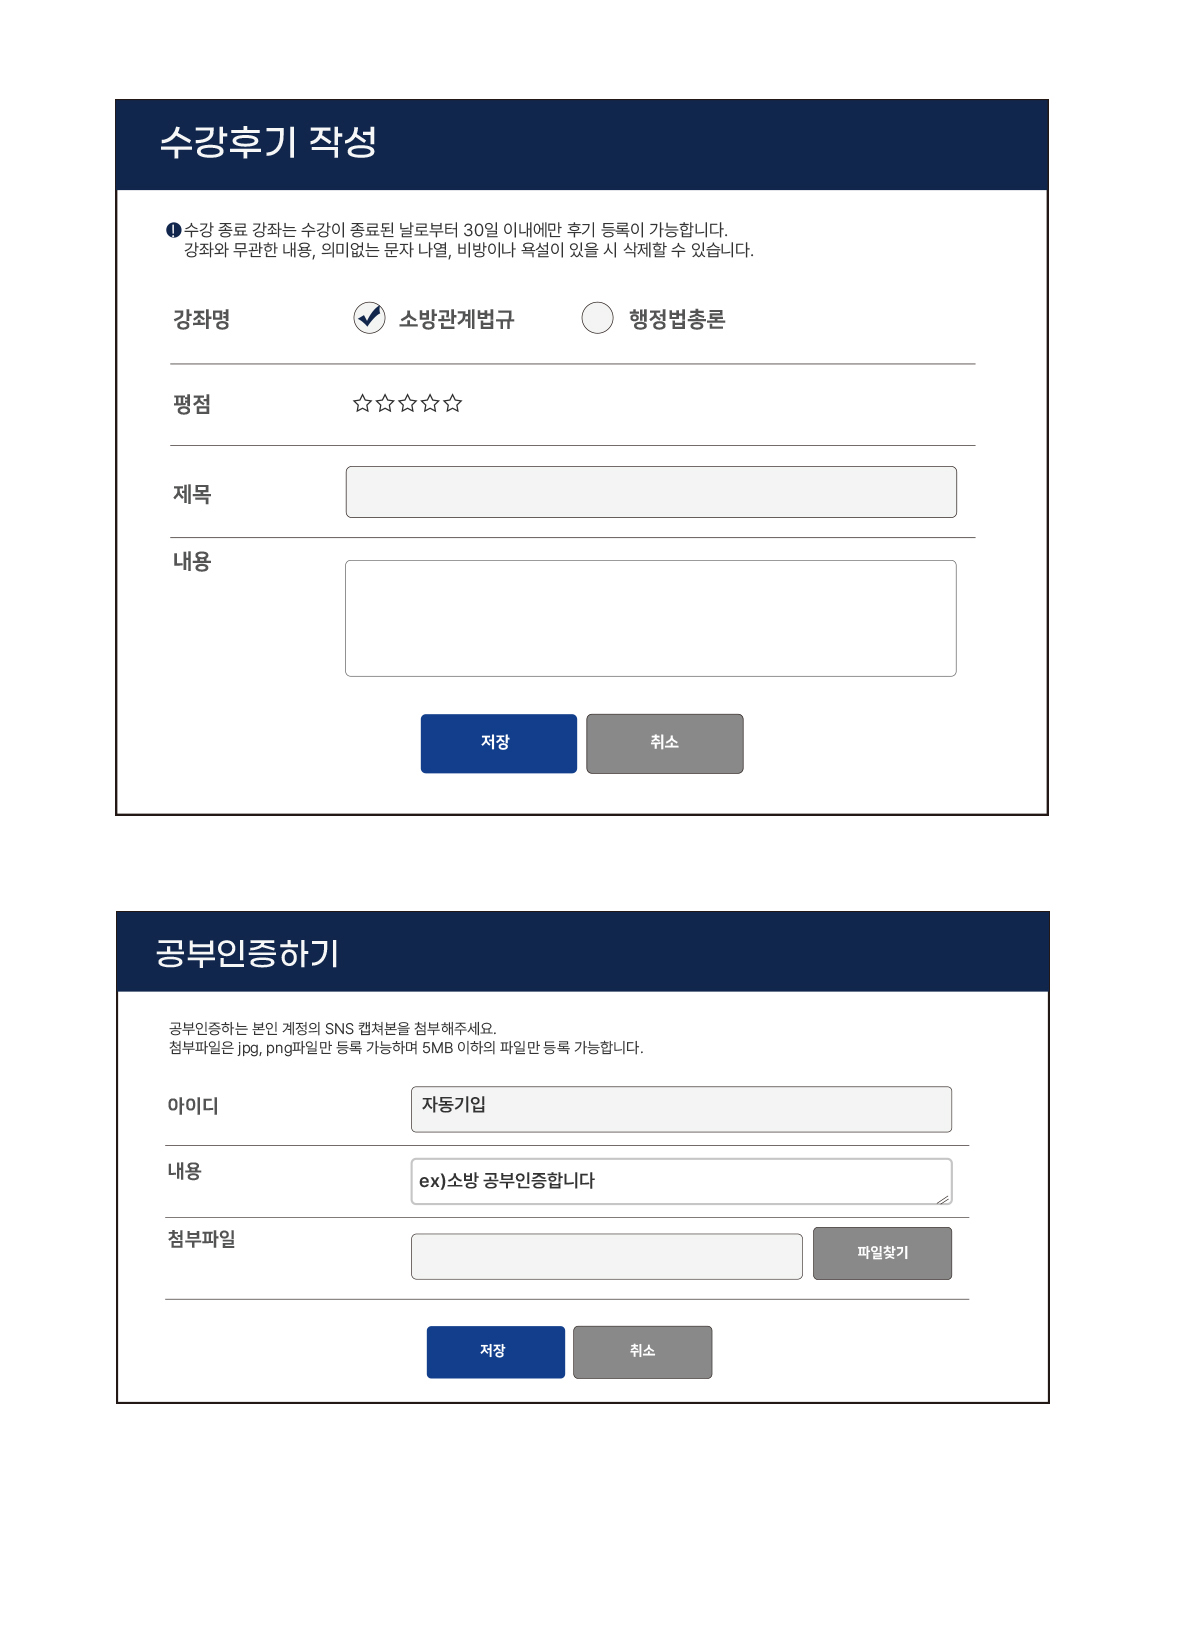 수강후기 작성
수강 종료 강좌는 수강이 종료된 날로부터 30일 이내에만 후기 등록이 가능합니다.
강좌와 무관한 내용, 의미없는 문자 나열, 비방이나 욕설이 있을 시 삭제할 수 있습니다.
강좌명 소방관계법규 행정법총론
평점 ☆☆☆☆☆
제목
내용
저장 취소
공부인증하기
공부인증하는 본인 계정의 SNS 캡쳐본을 첨부해주세요.
첨부파일은 jpg, png파일만 등록 가능하며 5MB 이하의 파일만 등록 가능합니다.
아이디 자동기입
내용 ex)소방 공부인증합니다
첨부파일 파일찾기
저장 취소